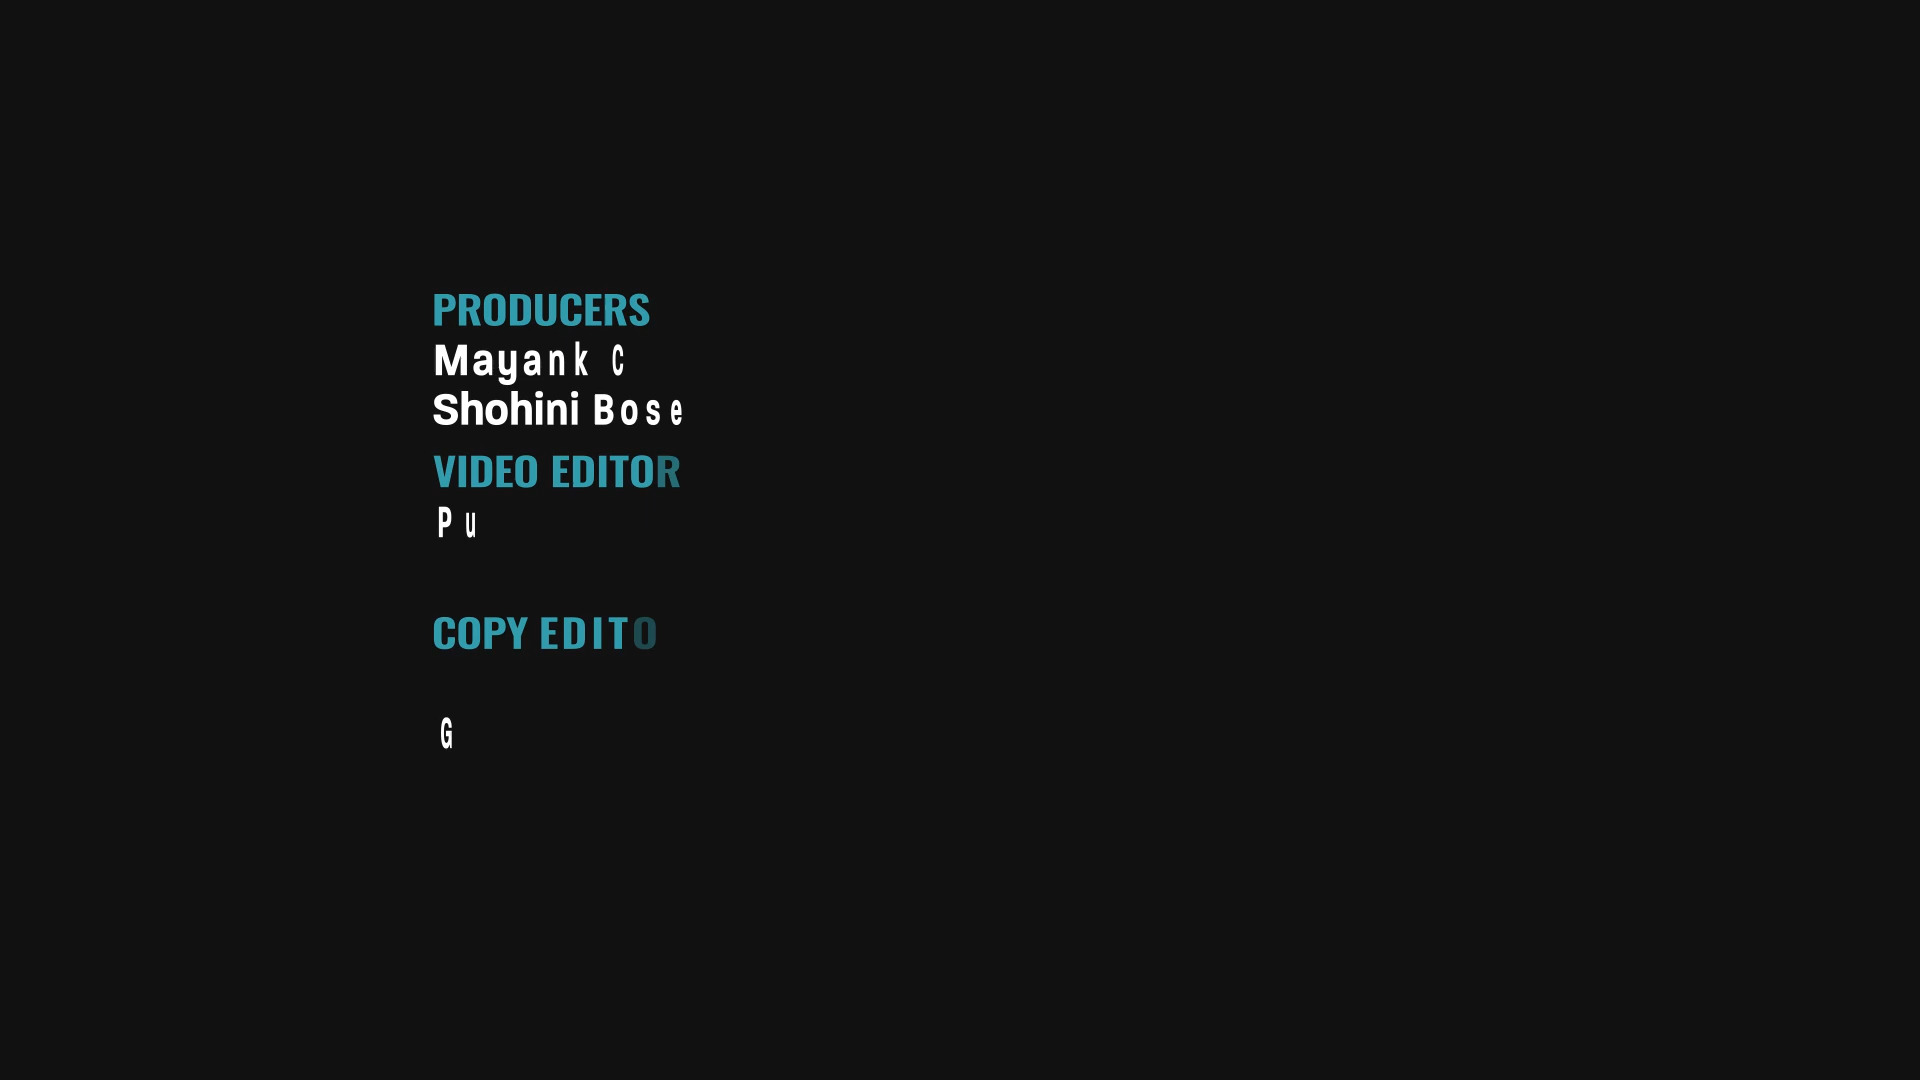 PRODUCERS
Mayank C
Shohini Bose
VIDEO EDITOR
Pu
COPY EDITO
G